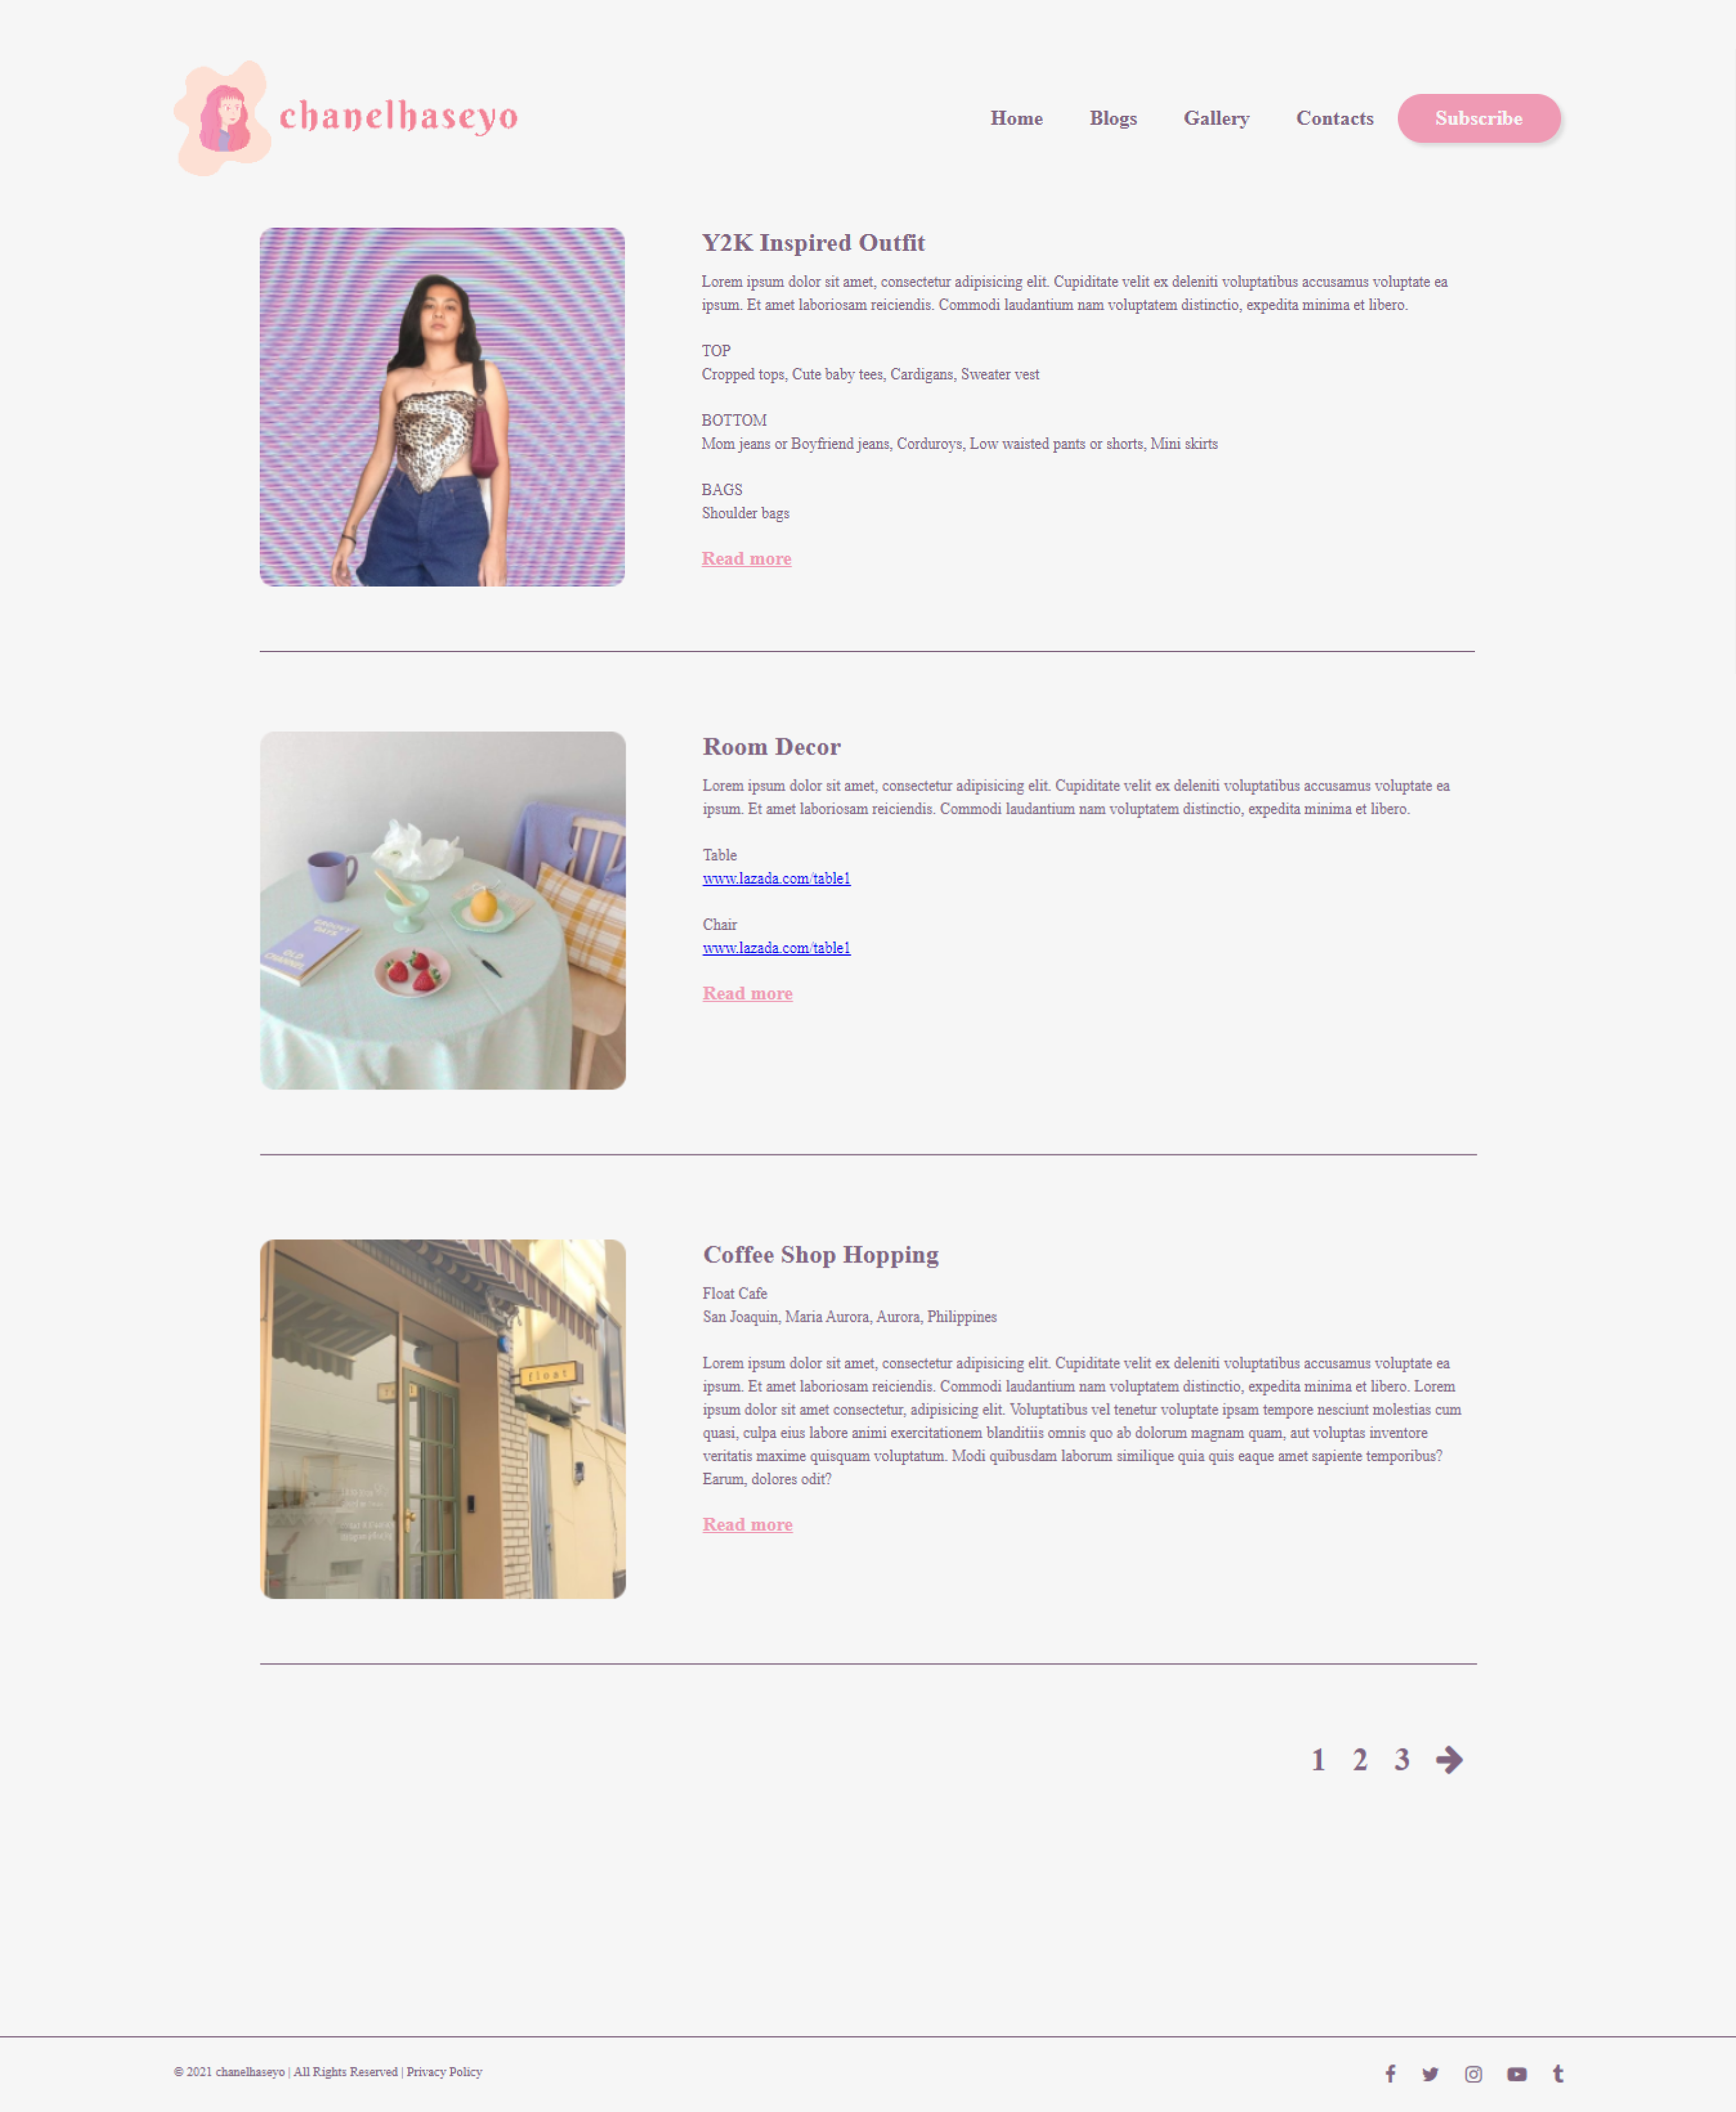 chanelhaseyo
Home Blogs Gallery Contacts Subscribe
Y2K Inspired Outfit
Lorem ipsum dolor sit amet, consectetur adipisicing elit. Cupiditate velit ex deleniti voluptatibus accusamus voluptate ea
ipsum. Et amet laboriosam reiciendis. Commodi laudantium nam voluptatem distinctio, expedita minima et libero.
TOP
Cropped tops, Cute baby tees, Cardigans, Sweater vest
BOTTOM
Mom jeans or Boyfriend jeans, Corduroys, Low waisted pants or shorts, Mini skirts
BAGS
Shoulder bags
Read more
Room Decor
Lorem ipsum dolor sit amet, consectetur adipisicing elit. Cupiditate velit ex deleniti voluptatibus accusamus voluptate ea
ipsum. Et amet laboriosam reiciendis. Commodi laudantium nam voluptatem distinctio, expedita minima et libero.
Table
www.lazada.com/table1
Chair
www.lazada.com/table1
Read more
GROOVY
DAYS
OLD
CHANNEL
Coffee Shop Hopping
Float Cafe
San Joaquin, Maria Aurora, Aurora, Philippines
Lorem ipsum dolor sit amet, consectetur adipisicing elit. Cupiditate velit ex deleniti voluptatibus accusamus voluptate ea
ipsum. Et amet laboriosam reiciendis. Commodi laudantium nam voluptatem distinctio, expedita minima et libero. Lorem
ipsum dolor sit amet consectetur, adipisicing elit. Voluptatibus vel tenetur voluptate ipsam tempore nesciunt molestias cum
quasi, culpa eius labore animi exercitationem blanditiis omnis quo ab dolorum magnam quam, aut voluptas inventore
veritatis maxime quisquam voluptatum. Modi quibusdam laborum similique quia quis eaque amet sapiente temporibus?
Earum, dolores odit?
Read more
float
1 2 3
© 2021 chanelhaseyo | All Rights Reserved | Privacy Policy